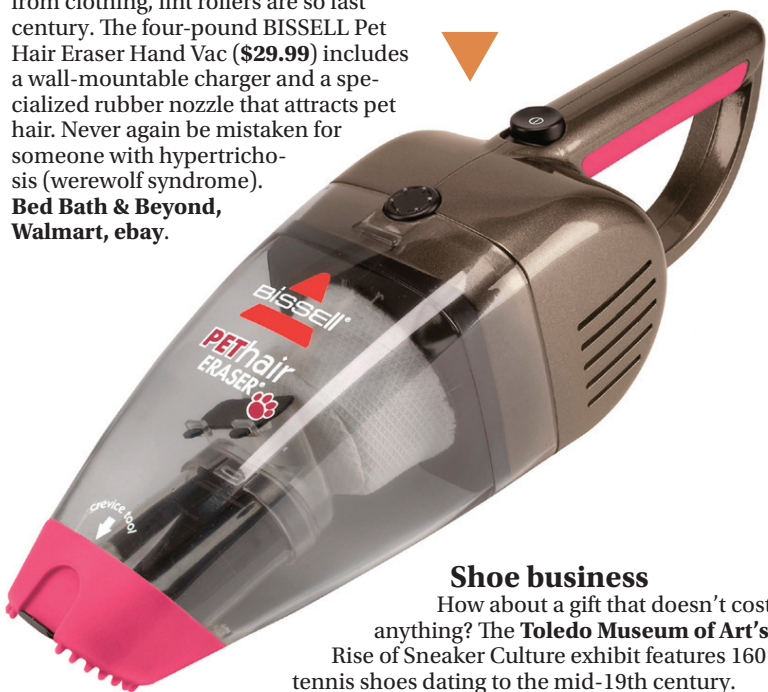 from clothing, lint rollers are so last
century. The four-pound BISSELL Pet
Hair Eraser Hand Vac ($29.99) includes
a wall-mountable charger and a spe-
cialized rubber nozzle that attracts pet
hair. Never again be mistaken for
someone with hypertricho-
sis (werewolf syndrome).
Bed Bath & Beyond,
Walmart, ebay.
BISSELL®
PEThair
ERASER®
crevice tool
Shoe business
How about a gift that doesn't cost
anything? The Toledo Museum of Art's
Rise of Sneaker Culture exhibit features 160
tennis shoes dating to the mid-19th century.